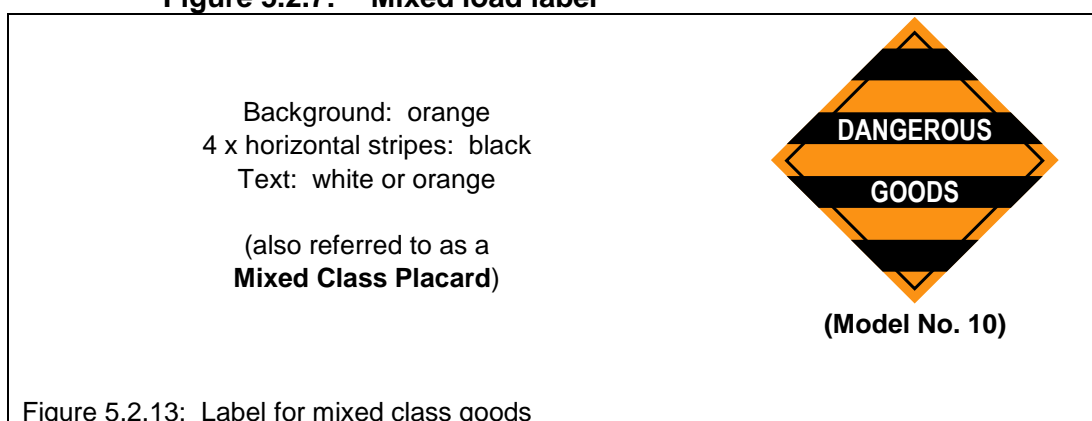 Figure 5.2.7: Mixed load label
Background: orange
4 x horizontal stripes: black
Text: white or orange
(also referred to as a
Mixed Class Placard)
DANGEROUS
GOODS
(Model No. 10)
Figure 5.2.13: Label for mixed class goods